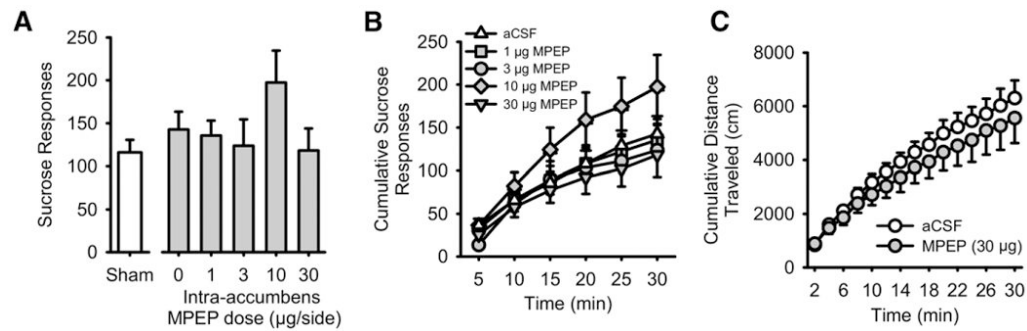 A
Sucrose Responses
250
200
150
100
50
0
Sham
0 1 3 10 30
Intra-accumbens
MPEP dose (µg/side)
B
Cumulative Sucrose
Responses
250
200
150
100
50
0
aCSF
1 µg MPEP
3 µg MPEP
10 µg MPEP
30 µg MPEP
5 10 15 20 25 30
Time (min)
C
Cumulative Distance
Traveled (cm)
8000
6000
4000
2000
0
aCSF
MPEP (30 µg)
2 6 10 14 18 22 26 30
Time (min)